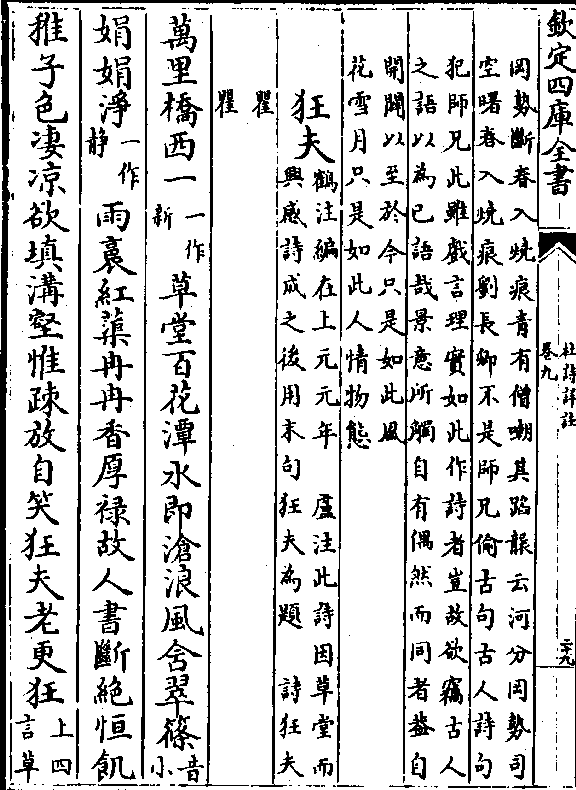 欽定四庫全書
杜詩詳註
卷九
二十九
岡勢斷春入燒痕青有僧嘲其蹈襲云河分岡勢司
空曙春入燒痕劉長卿不是師兄偷古句古人詩句
犯師兄此雖戲言理實如此作詩者豈故欲竊古人
之語以為已語哉景意所觸自有偶然而同者蓋自
開闢以至於今只是如此風
花雪月只是如此人情物態
狂夫鶴注編在上元元年 盧注此詩因草堂而
興感詩成之後用末句狂夫為題 詩狂夫
瞿
瞿
萬里橋西一一作新草堂百花潭水即滄浪風含翠篠音小
娟娟淨一作靜雨裛紅蕖冉冉香厚祿故人書斷絕恒飢
稚子色凄凉欲填溝壑惟疎放自笑狂夫老更狂上四言草